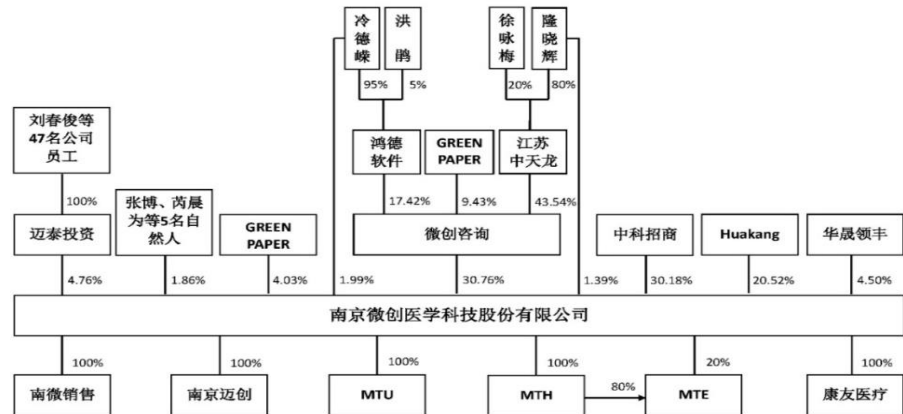 冷德嵘
洪鹃
徐咏梅
隆晓辉
95%
5%
20%
80%
刘春俊等
47名公司
员工
鸿德
软件
GREEN
PAPER
江苏
中天龙
100%
17.42%
9.43%
43.54%
张博、芮晨
为等5名自
然人
GREEN
PAPER
迈泰投资
微创咨询
中科招商
Huakang
华晟领丰
4.76%
1.86%
4.03%
1.99%
30.76%
1.39%
30.18%
20.52%
4.50%
南京微创医学科技股份有限公司
100%
100%
100%
100%
20%
100%
南微销售
南京迈创
MTU
MTH
80%
MTE
康友医疗